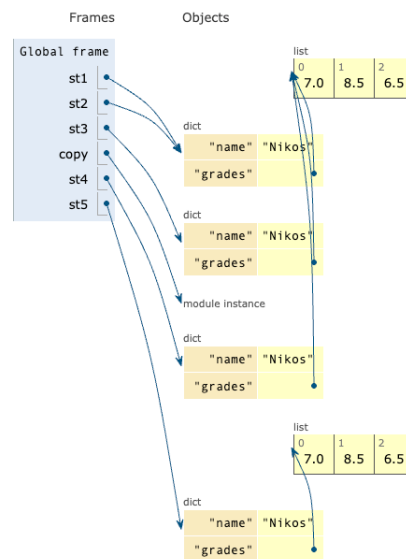 Frames Objects
Global frame
st1
st2
st3
copy
st4
st5
list
0 1 2
7.0 8.5 6.5
dict
"name" "Nikos"
"grades"
dict
"name" "Nikos"
"grades"
module instance
dict
"name" "Nikos"
"grades"
list
0 1 2
7.0 8.5 6.5
dict
"name" "Nikos"
"grades"